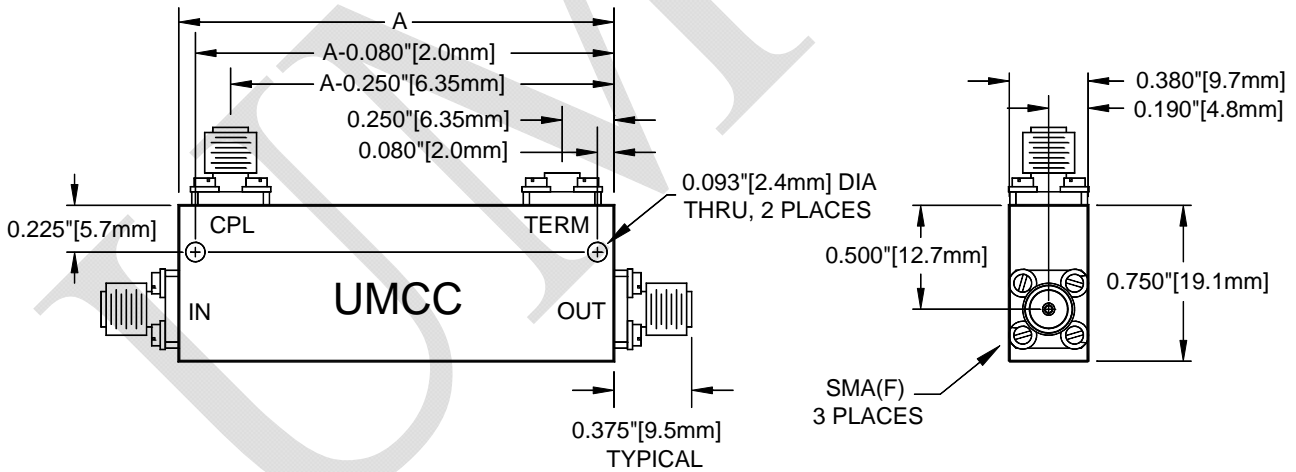 A
A-0.080"[2.0mm]
A-0.250"[6.35mm]
0.250"[6.35mm]
0.080"[2.0mm]
0.225"[5.7mm]
CPL
TERM
0.093"[2.4mm] DIA
THRU, 2 PLACES
IN
UMCC
OUT
0.375"[9.5mm]
TYPICAL
0.380"[9.7mm]
0.190"[4.8mm]
0.500"[12.7mm]
0.750"[19.1mm]
SMA(F)
3 PLACES
UM